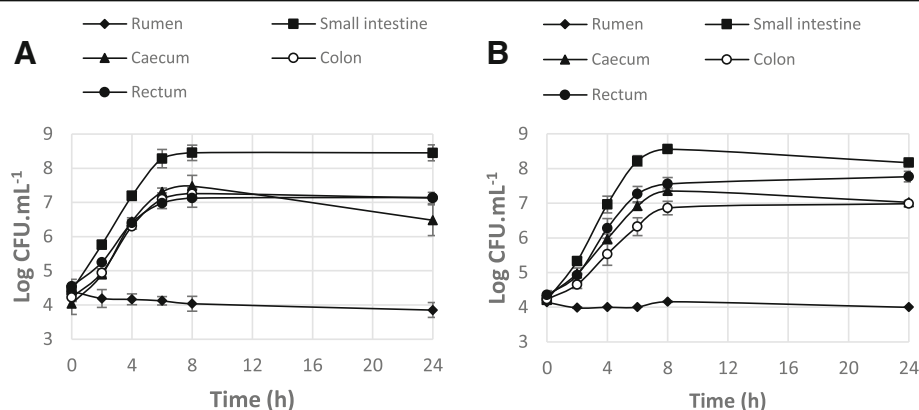 A
Rumen
Small intestine
Caecum
Colon
Rectum
9
8
7
6
5
4
3
Log CFU.mL-1
0 4 8 12 16 20 24
Time (h)
B
Rumen
Small intestine
Caecum
Colon
Rectum
9
8
7
6
5
4
3
Log CFU.mL-1
0 4 8 12 16 20 24
Time (h)